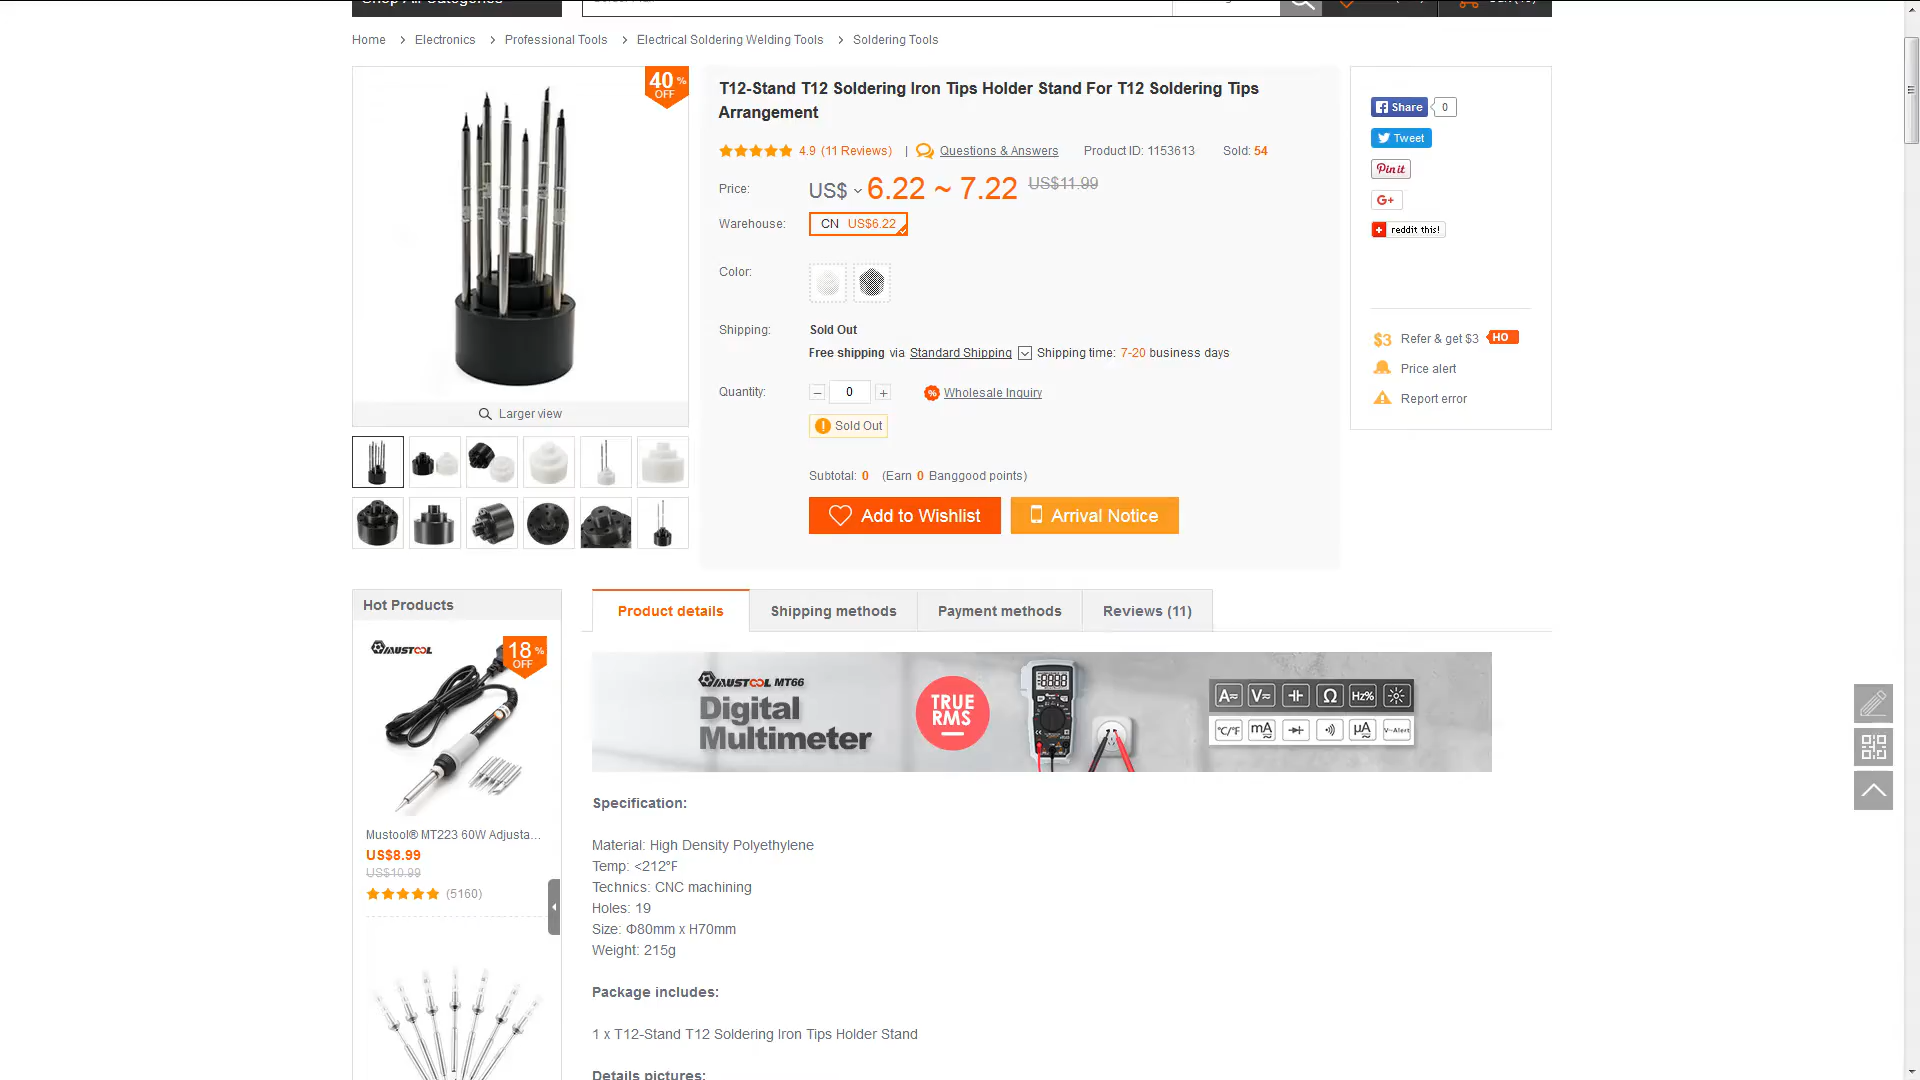 Home > Electronics > Professional Tools > Electrical Soldering Welding Tools > Soldering Tools
40%
OFF
T12-Stand T12 Soldering Iron Tips Holder Stand For T12 Soldering Tips
Arrangement
4.9 (11 Reviews) | Questions & Answers Product ID: 1153613 Sold: 54
Price: US$ 6.22 ~ 7.22 US$11.99
Warehouse: CN US$6.22
Color:
Shipping: Sold Out
Free shipping via Standard Shipping Shipping time: 7-20 business days
Quantity: − 0 + Wholesale Inquiry
Sold Out
Subtotal: 0 (Earn 0 Banggood points)
Add to Wishlist Arrival Notice
Larger view
Share 0
Tweet
Pin it
G+
reddit this!
$3 Refer & get $3 HO
Price alert
Report error
Hot Products
MUSTOOL
18%
OFF
Mustool® MT223 60W Adjusta...
US$8.99
US$10.99
(5160)
Product details Shipping methods Payment methods Reviews (11)
MUSTOOL MT66
Digital
Multimeter
TRUE
RMS
A≂ V≂ Ω Hz%
°C/°F mA µA V-Alert
Specification:
Material: High Density Polyethylene
Temp: <212°F
Technics: CNC machining
Holes: 19
Size: Φ80mm x H70mm
Weight: 215g
Package includes:
1 x T12-Stand T12 Soldering Iron Tips Holder Stand
Details pictures: